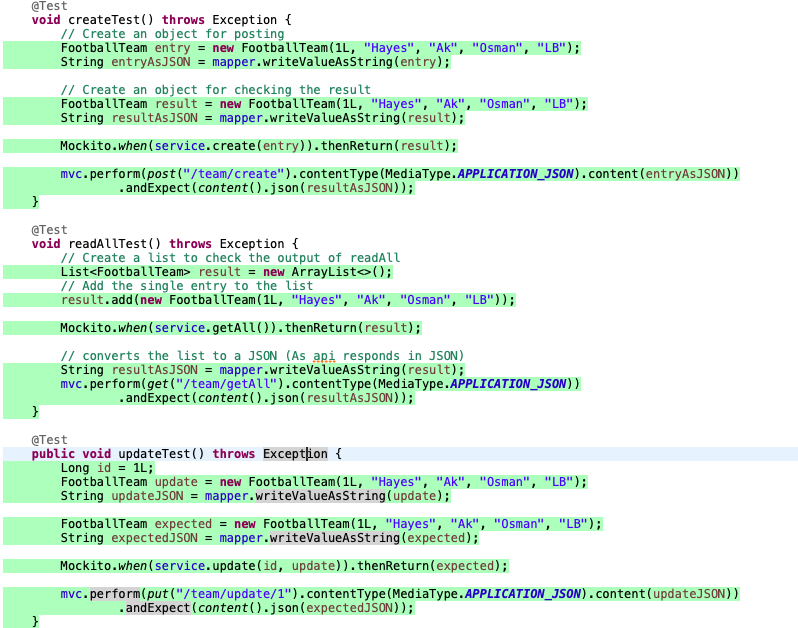 @Test
void createTest() throws Exception {
// Create an object for posting
FootballTeam entry = new FootballTeam(1L, "Hayes", "Ak", "Osman", "LB");
String entryAsJSON = mapper.writeValueAsString(entry);
// Create an object for checking the result
FootballTeam result = new FootballTeam(1L, "Hayes", "Ak", "Osman", "LB");
String resultAsJSON = mapper.writeValueAsString(result);
Mockito.when(service.create(entry)).thenReturn(result);
mvc.perform(post("/team/create").contentType(MediaType.APPLICATION_JSON).content(entryAsJSON))
.andExpect(content().json(resultAsJSON));
}
@Test
void readAllTest() throws Exception {
// Create a list to check the output of readAll
List<FootballTeam> result = new ArrayList<>();
// Add the single entry to the list
result.add(new FootballTeam(1L, "Hayes", "Ak", "Osman", "LB"));
Mockito.when(service.getAll()).thenReturn(result);
// converts the list to a JSON (As api responds in JSON)
String resultAsJSON = mapper.writeValueAsString(result);
mvc.perform(get("/team/getAll").contentType(MediaType.APPLICATION_JSON))
.andExpect(content().json(resultAsJSON));
}
@Test
public void updateTest() throws Exception {
Long id = 1L;
FootballTeam update = new FootballTeam(1L, "Hayes", "Ak", "Osman", "LB");
String updateJSON = mapper.writeValueAsString(update);
FootballTeam expected = new FootballTeam(1L, "Hayes", "Ak", "Osman", "LB");
String expectedJSON = mapper.writeValueAsString(expected);
Mockito.when(service.update(id, update)).thenReturn(expected);
mvc.perform(put("/team/update/1").contentType(MediaType.APPLICATION_JSON).content(updateJSON))
.andExpect(content().json(expectedJSON));
}